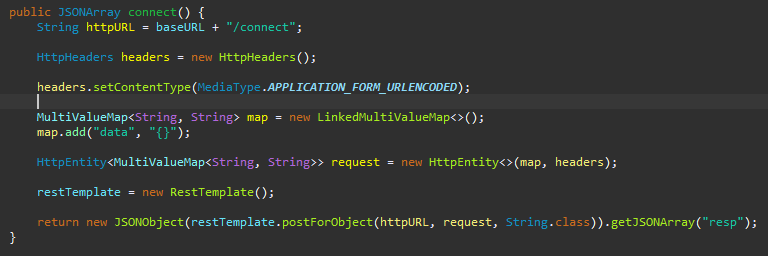 public JSONArray connect() {
    String httpURL = baseURL + "/connect";
    HttpHeaders headers = new HttpHeaders();
    headers.setContentType(MediaType.APPLICATION_FORM_URLENCODED);
    MultiValueMap<String, String> map = new LinkedMultiValueMap<>();
    map.add("data", "{}");
    HttpEntity<MultiValueMap<String, String>> request = new HttpEntity<>(map, headers);
    restTemplate = new RestTemplate();
    return new JSONObject(restTemplate.postForObject(httpURL, request, String.class)).getJSONArray("resp");
}